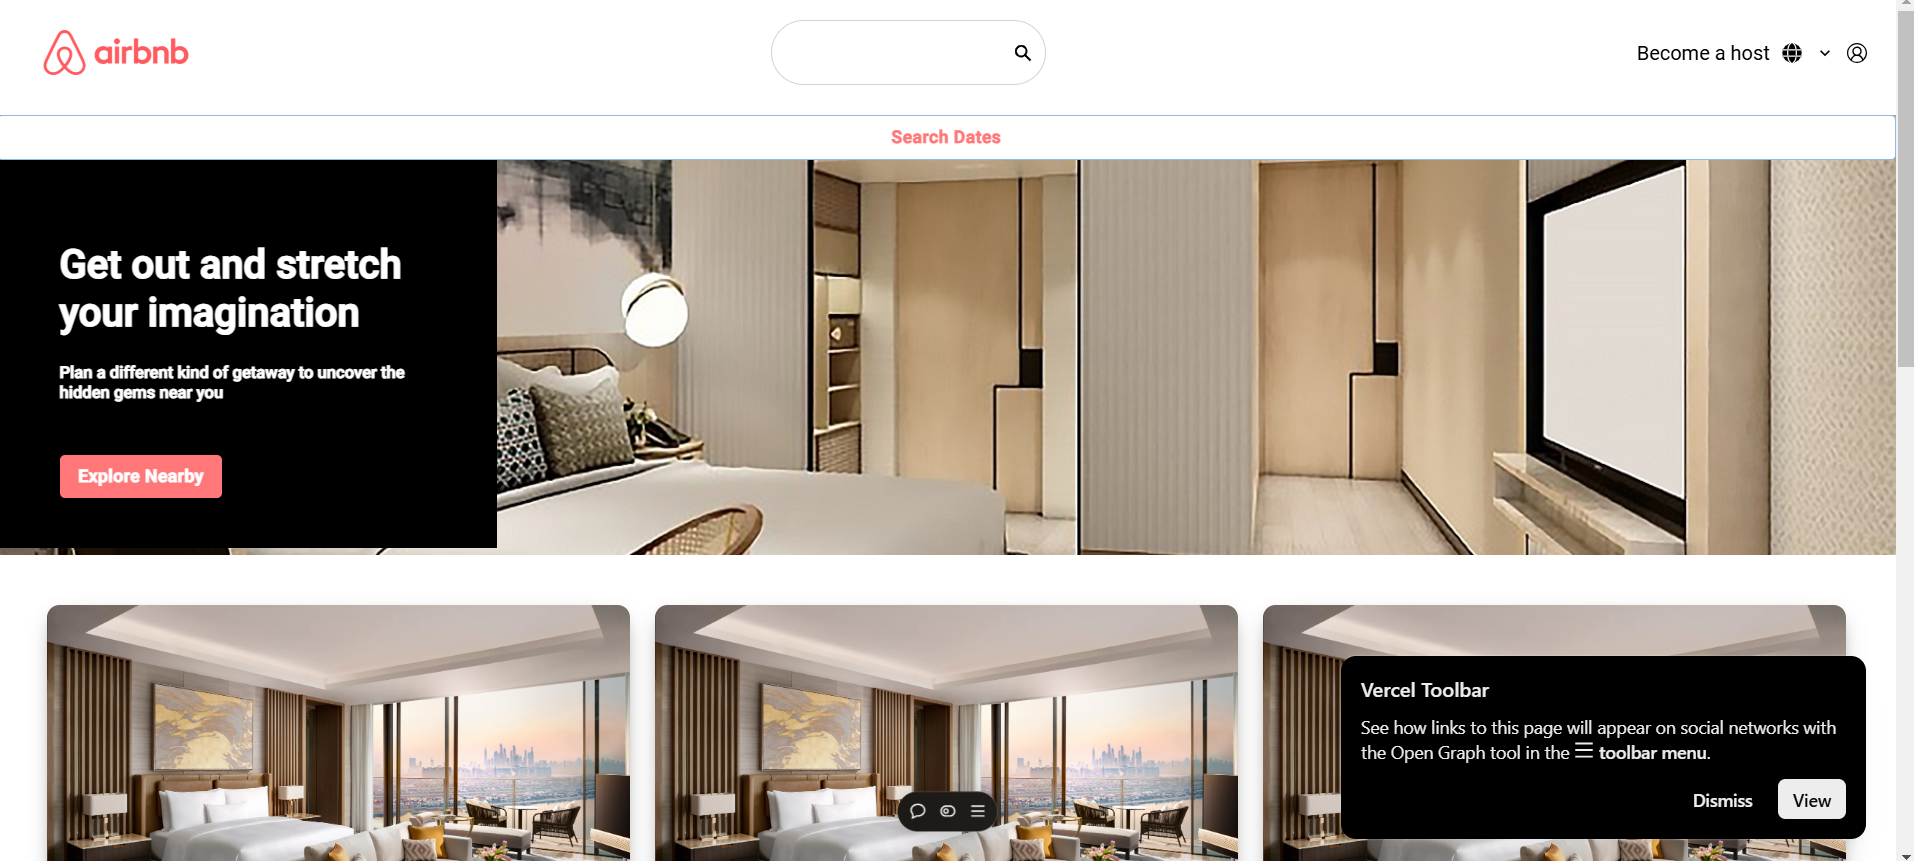 airbnb
Become a host
Search Dates
Get out and stretch
your imagination
Plan a different kind of getaway to uncover the
hidden gems near you
Explore Nearby
Vercel Toolbar
See how links to this page will appear on social networks with
the Open Graph tool in the toolbar menu.
Dismiss
View